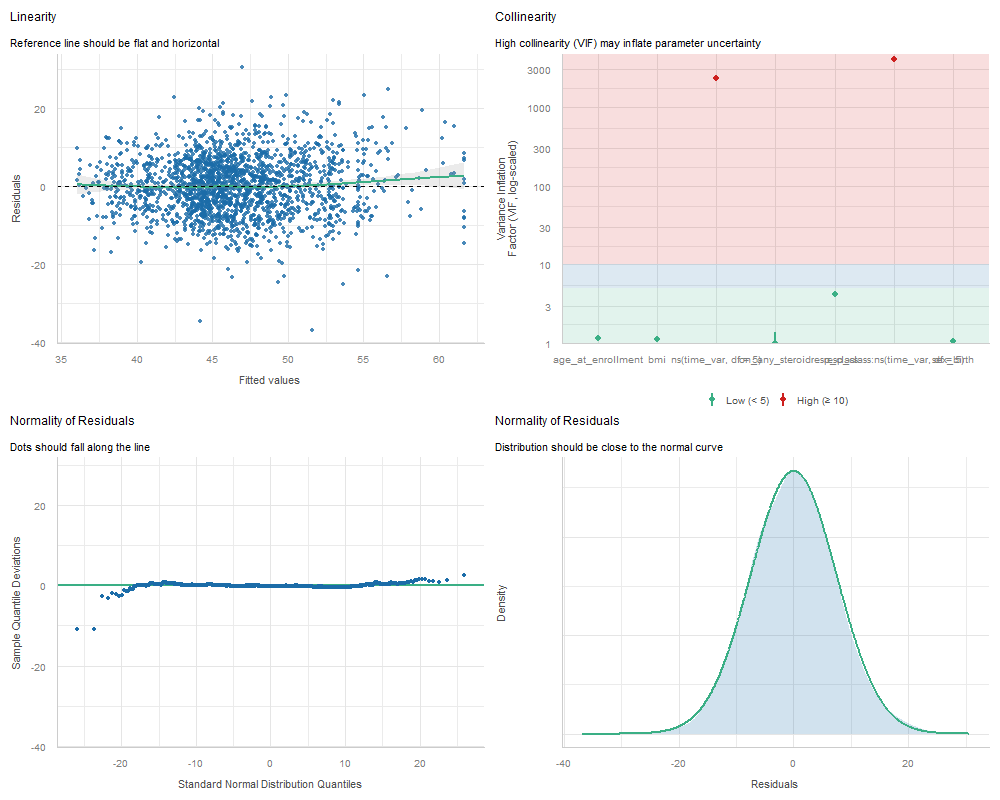 Linearity
Reference line should be flat and horizontal
Residuals
20
0
-20
-40
35
40
45
50
55
60
Fitted values
Collinearity
High collinearity (VIF) may inflate parameter uncertainty
Variance Inflation
Factor (VIF, log-scaled)
3000
1000
300
100
30
10
3
1
age_at_enrollment
bmi
ns(time_var,
Low (< 5)
High (≥ 10)
Normality of Residuals
Dots should fall along the line
Sample Quantile Deviations
20
0
-20
-40
-20
-10
0
10
20
Standard Normal Distribution Quantiles
Normality of Residuals
Distribution should be close to the normal curve
Density
-40
-20
0
20
Residuals